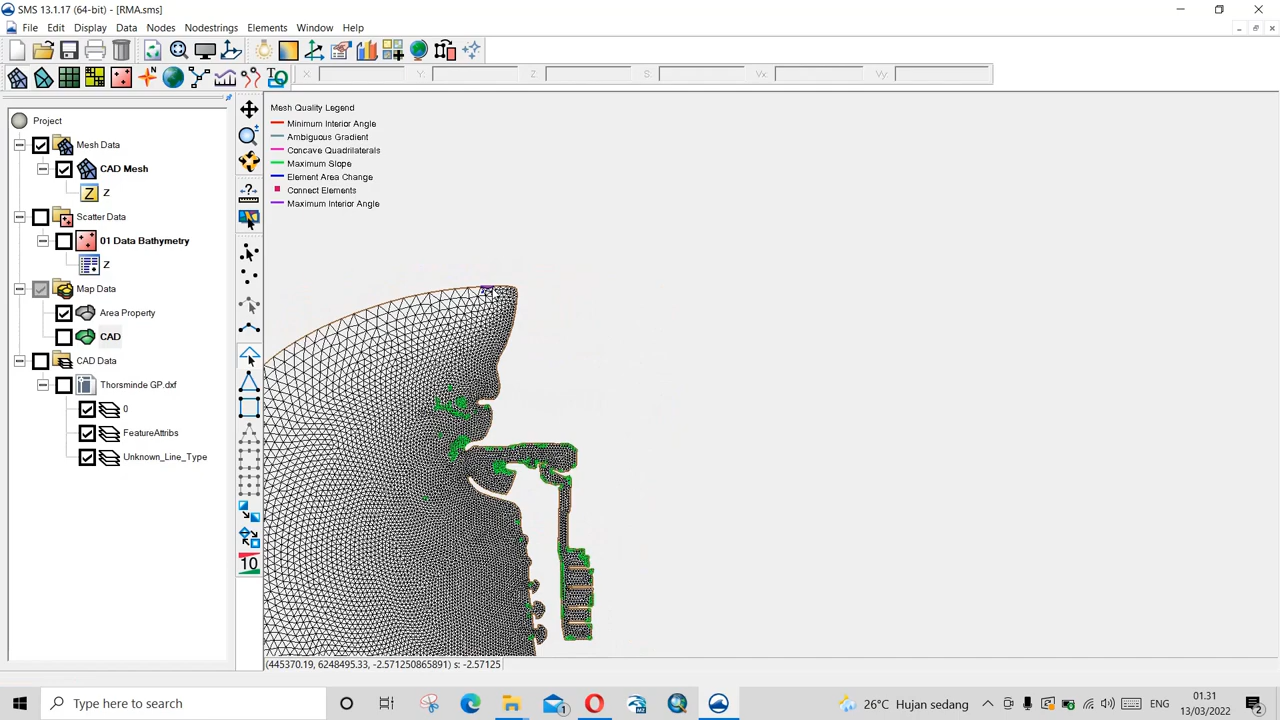 SMS 13.1.17 (64-bit) - [RMA.sms]
File Edit Display Data Nodes Nodestrings Elements Window Help
X Y Z S Vx Vy
Project
Mesh Data
CAD Mesh
Z
Scatter Data
01 Data Bathymetry
Z
Map Data
Area Property
CAD
CAD Data
Thorsminde GP.dxf
0
FeatureAttribs
Unknown_Line_Type
10
Mesh Quality Legend
Minimum Interior Angle
Ambiguous Gradient
Concave Quadrilaterals
Maximum Slope
Element Area Change
Connect Elements
Maximum Interior Angle
(445370.19, 6248495.33, -2.571250865891) s: -2.57125
Type here to search
26°C Hujan sedang
ENG
01.31
13/03/2022